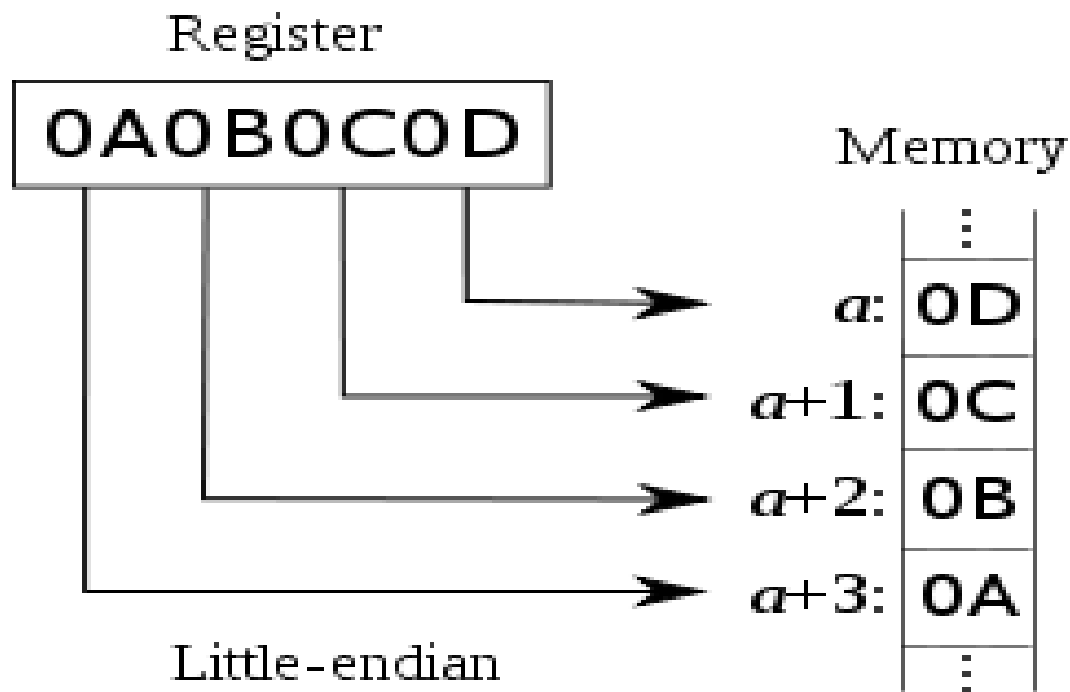 Register
0A0B0C0D
Memory
a: 0D
a+1: 0C
a+2: 0B
a+3: 0A
Little-endian